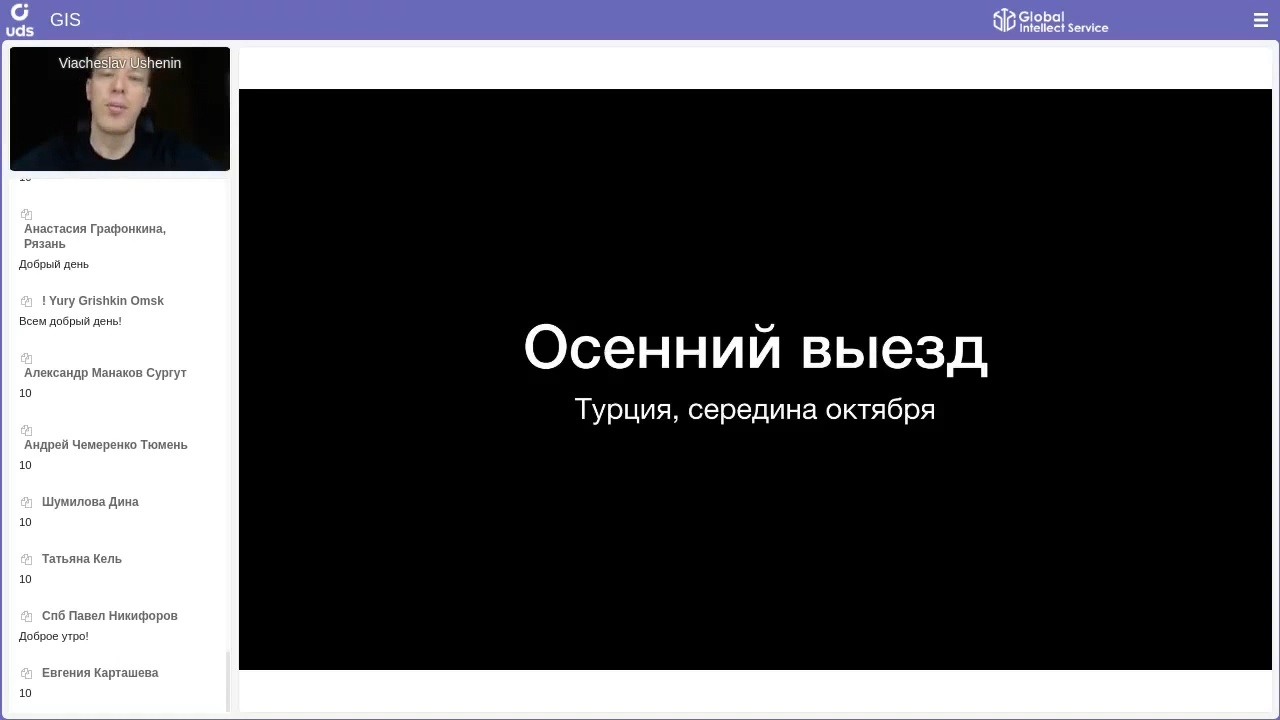 uds
GIS
Global
Intellect Service
Viacheslav Ushenin
10
Анастасия Графонкина,
Рязань
Добрый день
! Yury Grishkin Omsk
Всем добрый день!
Александр Манаков Сургут
10
Андрей Чемеренко Тюмень
10
Шумилова Дина
10
Татьяна Кель
10
Спб Павел Никифоров
Доброе утро!
Евгения Карташева
10
Осенний выезд
Турция, середина октября